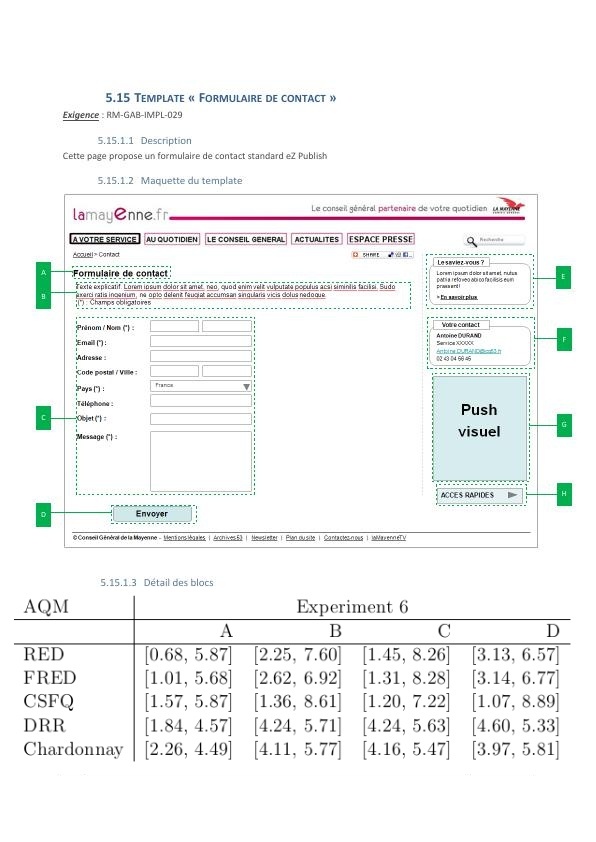 5.15 TEMPLATE « FORMULAIRE DE CONTACT »
Exigence : RM-GAB-IMPL-029
5.15.1.1 Description
Cette page propose un formulaire de contact standard eZ Publish
5.15.1.2 Maquette du template
lamayenne.fr
Le conseil général partenaire de votre quotidien
LA MAYENNE
A VOTRE SERVICE AU QUOTIDIEN LE CONSEIL GENERAL ACTUALITES ESPACE PRESSE
Recherche
Accueil > Contact
SHARE
A
Formulaire de contact
B
Texte explicatif. Lorem ipsum dolor sit amet, neo, quod enim velit vulputate populus acsi similnis facilisi. Sudo
exerci ratis ingenium, ne opto delenit feugiat accumsan singularis vicis dolus nedoque.
(*) : Champs obligatoires
C
Prénom / Nom (*) :
Email (*) :
Adresse :
Code postal / Ville :
Pays (*) :
France
Téléphone :
Objet (*) :
Message (*) :
D
Envoyer
Le saviez-vous ?
Lorem ipsum dolor sit amet, nutus
patria refoveo abico facilisis eum
praesent!
> En savoir plus
E
Votre contact
Antoine DURAND
Service XXXXX
Antoine.DURAND@cg53.fr
02 43 04 56 45
F
Push
visuel
G
ACCES RAPIDES
H
© Conseil Général de la Mayenne - Mentions légales | Archives 53 | Newsletter | Plan du site | Contactez-nous | laMayenneTV
5.15.1.3 Détail des blocs
AQM Experiment 6
A B C D
RED [0.68, 5.87] [2.25, 7.60] [1.45, 8.26] [3.13, 6.57]
FRED [1.01, 5.68] [2.62, 6.92] [1.31, 8.28] [3.14, 6.77]
CSFQ [1.57, 5.87] [1.36, 8.61] [1.20, 7.22] [1.07, 8.89]
DRR [1.84, 4.57] [4.24, 5.71] [4.24, 5.63] [4.60, 5.33]
Chardonnay [2.26, 4.49] [4.11, 5.77] [4.16, 5.47] [3.97, 5.81]